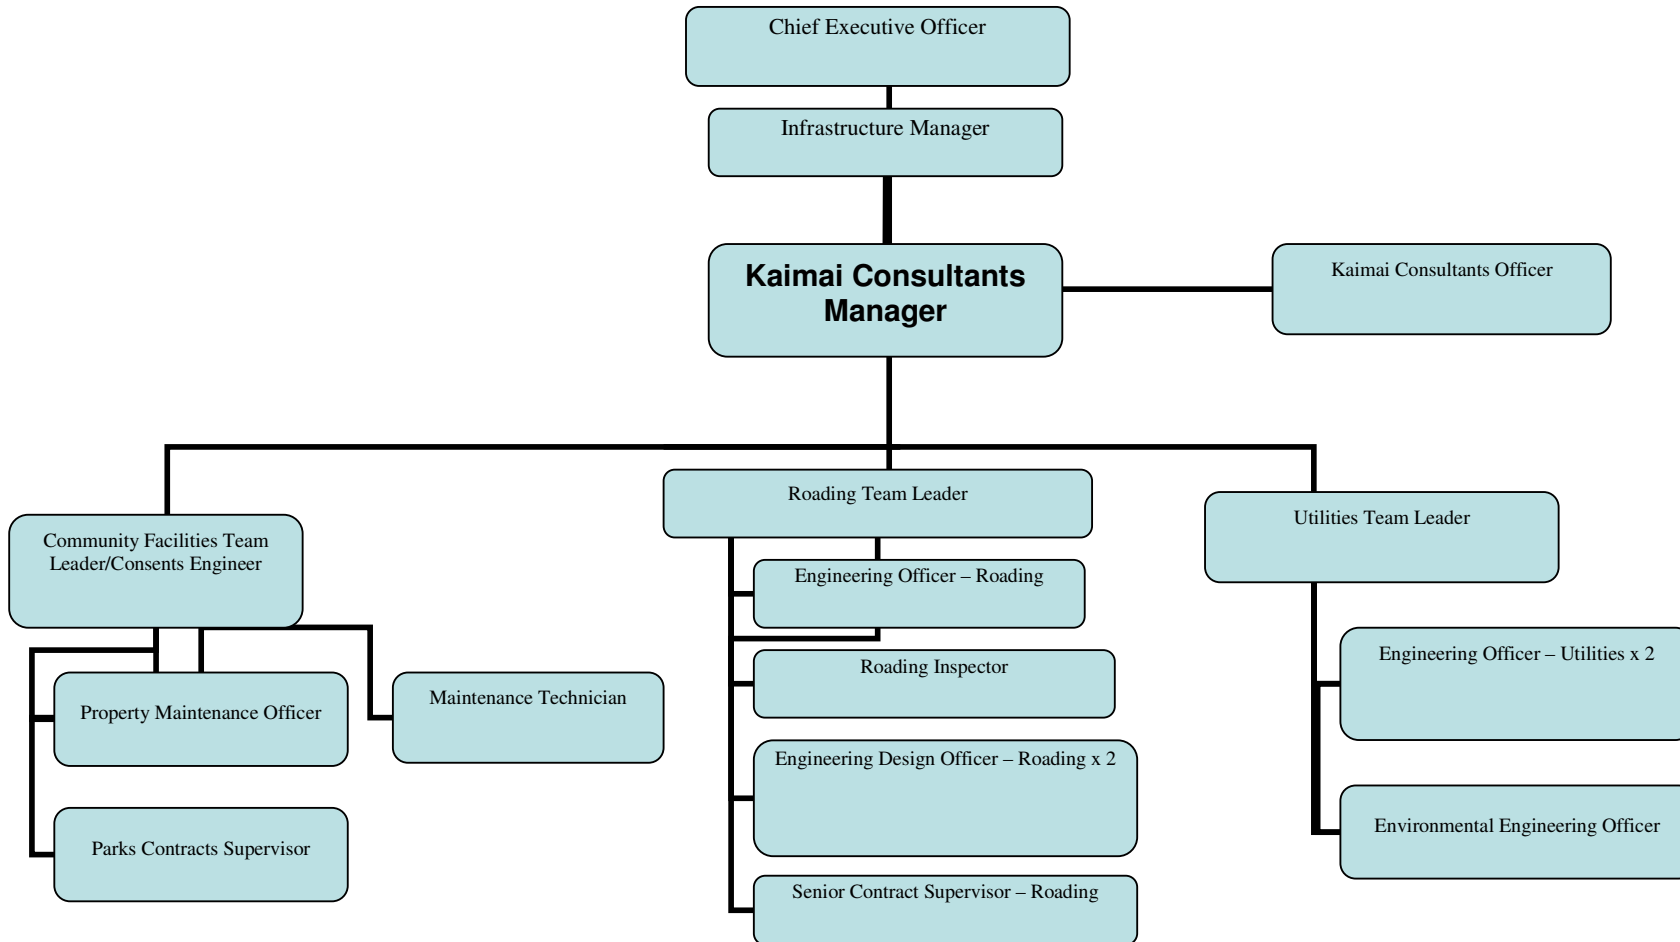 Chief Executive Officer
Infrastructure Manager
Kaimai Consultants
Manager
Kaimai Consultants Officer
Community Facilities Team
Leader/Consents Engineer
Roading Team Leader
Utilities Team Leader
Property Maintenance Officer
Maintenance Technician
Parks Contracts Supervisor
Engineering Officer – Roading
Roading Inspector
Engineering Design Officer – Roading x 2
Senior Contract Supervisor – Roading
Engineering Officer – Utilities x 2
Environmental Engineering Officer